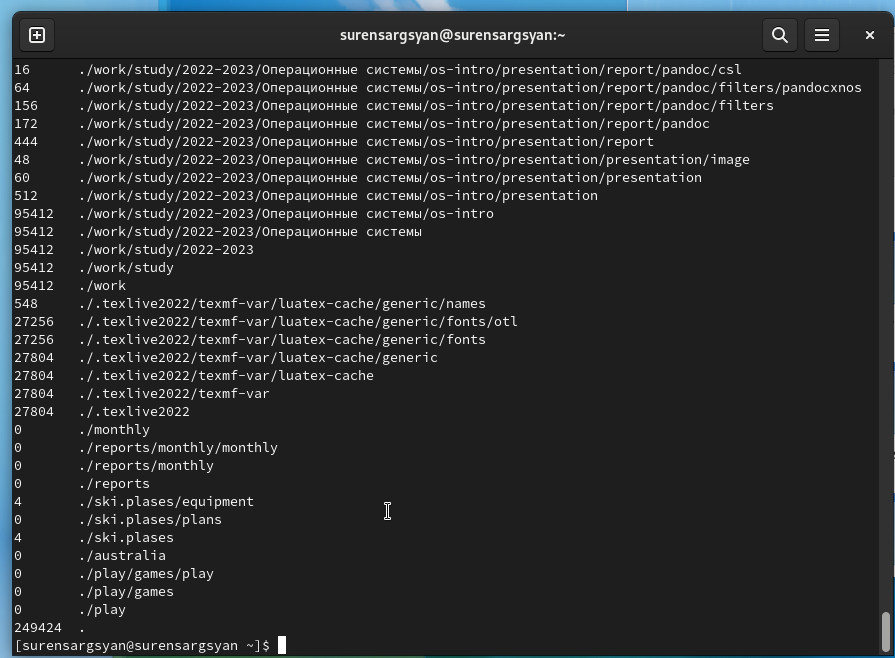 surensargsyan@surensargsyan:~
16 ./work/study/2022-2023/Операционные системы/os-intro/presentation/report/pandoc/csl
64 ./work/study/2022-2023/Операционные системы/os-intro/presentation/report/pandoc/filters/pandocxnos
156 ./work/study/2022-2023/Операционные системы/os-intro/presentation/report/pandoc/filters
172 ./work/study/2022-2023/Операционные системы/os-intro/presentation/report/pandoc
444 ./work/study/2022-2023/Операционные системы/os-intro/presentation/report
48 ./work/study/2022-2023/Операционные системы/os-intro/presentation/presentation/image
60 ./work/study/2022-2023/Операционные системы/os-intro/presentation/presentation
512 ./work/study/2022-2023/Операционные системы/os-intro/presentation
95412 ./work/study/2022-2023/Операционные системы/os-intro
95412 ./work/study/2022-2023/Операционные системы
95412 ./work/study/2022-2023
95412 ./work/study
95412 ./work
548 ./.texlive2022/texmf-var/luatex-cache/generic/names
27256 ./.texlive2022/texmf-var/luatex-cache/generic/fonts/otl
27256 ./.texlive2022/texmf-var/luatex-cache/generic/fonts
27804 ./.texlive2022/texmf-var/luatex-cache/generic
27804 ./.texlive2022/texmf-var/luatex-cache
27804 ./.texlive2022/texmf-var
27804 ./.texlive2022
0 ./monthly
0 ./reports/monthly/monthly
0 ./reports/monthly
0 ./reports
4 ./ski.plases/equipment
0 ./ski.plases/plans
4 ./ski.plases
0 ./australia
0 ./play/games/play
0 ./play/games
0 ./play
249424 .
[surensargsyan@surensargsyan ~]$